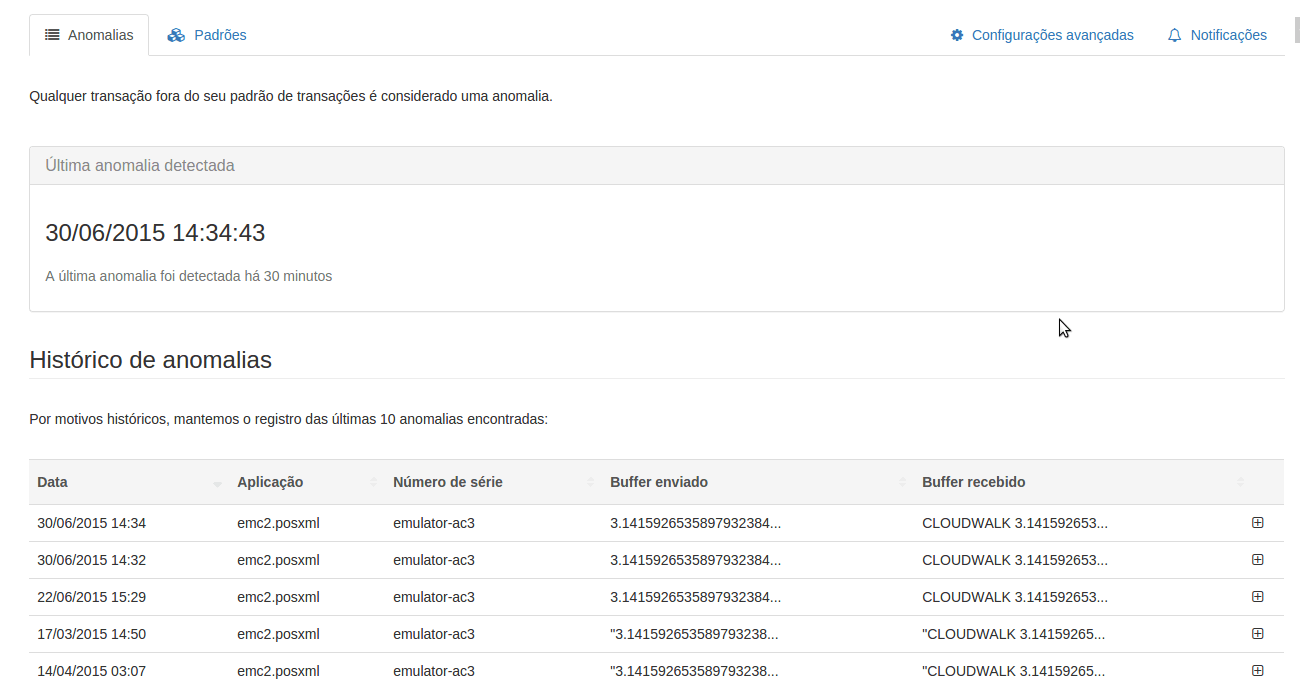 Anomalias Padrões Configurações avançadas Notificações
Qualquer transação fora do seu padrão de transações é considerado uma anomalia.
Última anomalia detectada
30/06/2015 14:34:43
A última anomalia foi detectada há 30 minutos
Histórico de anomalias
Por motivos históricos, mantemos o registro das últimas 10 anomalias encontradas:
Data Aplicação Número de série Buffer enviado Buffer recebido
30/06/2015 14:34 emc2.posxml emulator-ac3 3.1415926535897932384... CLOUDWALK 3.141592653...
30/06/2015 14:32 emc2.posxml emulator-ac3 3.1415926535897932384... CLOUDWALK 3.141592653...
22/06/2015 15:29 emc2.posxml emulator-ac3 3.1415926535897932384... CLOUDWALK 3.141592653...
17/03/2015 14:50 emc2.posxml emulator-ac3 "3.141592653589793238... "CLOUDWALK 3.14159265...
14/04/2015 03:07 emc2.posxml emulator-ac3 "3.141592653589793238... "CLOUDWALK 3.14159265...